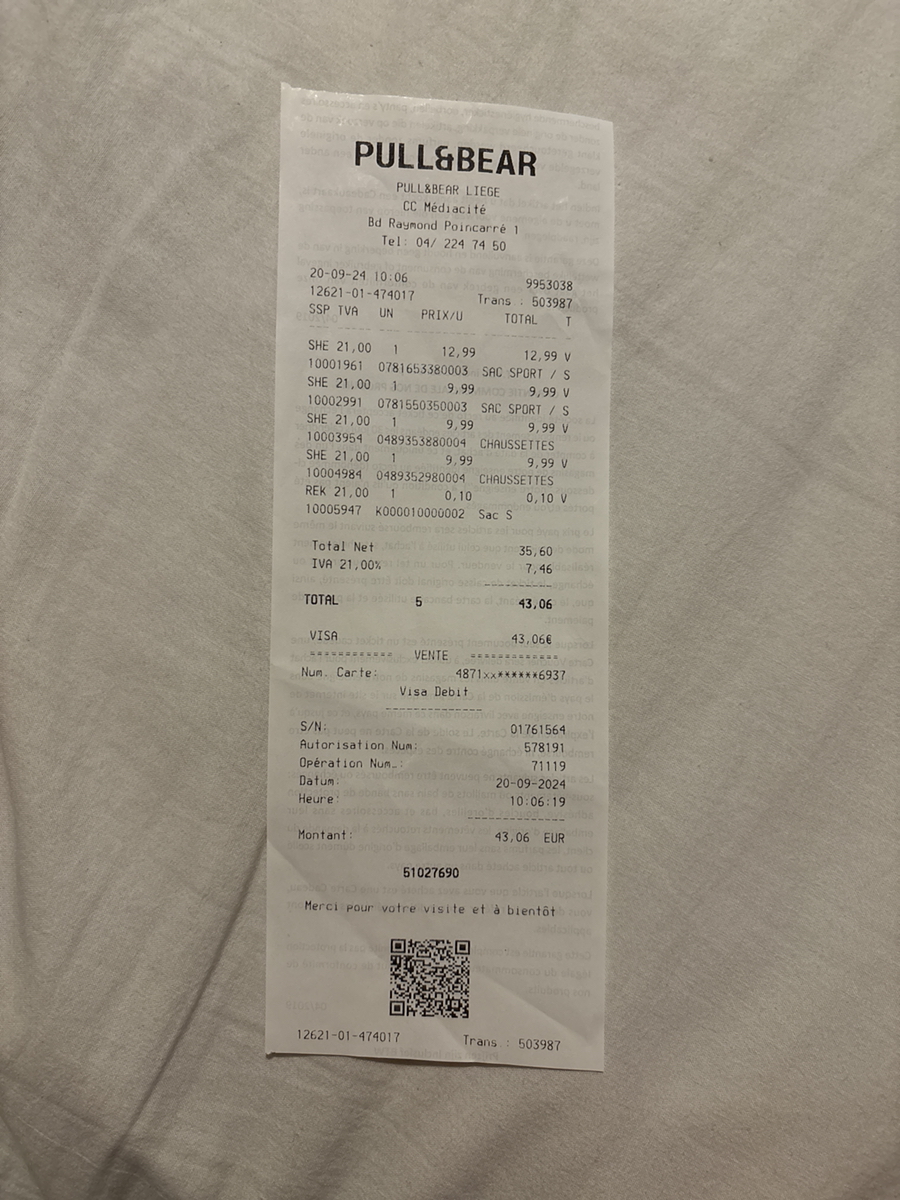 PULL&BEAR
PULL&BEAR LIEGE
CC Médiacité
Bd Raymond Poincarré 1
Tel: 04/ 224 74 50
20-09-24 10:06 9953038
12621-01-474017 Trans : 503987
SSP TVA UN PRIX/U TOTAL T
SHE 21,00 1 12,99 12,99 V
10001961 0781653380003 SAC SPORT / S
SHE 21,00 1 9,99 9,99 V
10002991 0781550350003 SAC SPORT / S
SHE 21,00 1 9,99 9,99 V
10003954 0489353880004 CHAUSSETTES
SHE 21,00 1 9,99 9,99 V
10004984 0489352980004 CHAUSSETTES
REK 21,00 1 0,10 0,10 V
10005947 K000010000002 Sac S
Total Net 35,60
IVA 21,00% 7,46
TOTAL 5 43,06
VISA 43,06€
============ VENTE =============
Num. Carte: 4871xx******6937
Visa Debit
S/N: 01761564
Autorisation Num: 578191
Opération Num.: 71119
Datum: 20-09-2024
Heure: 10:06:19
Montant: 43,06 EUR
51027690
Merci pour votre visite et à bientôt
12621-01-474017 Trans : 503987